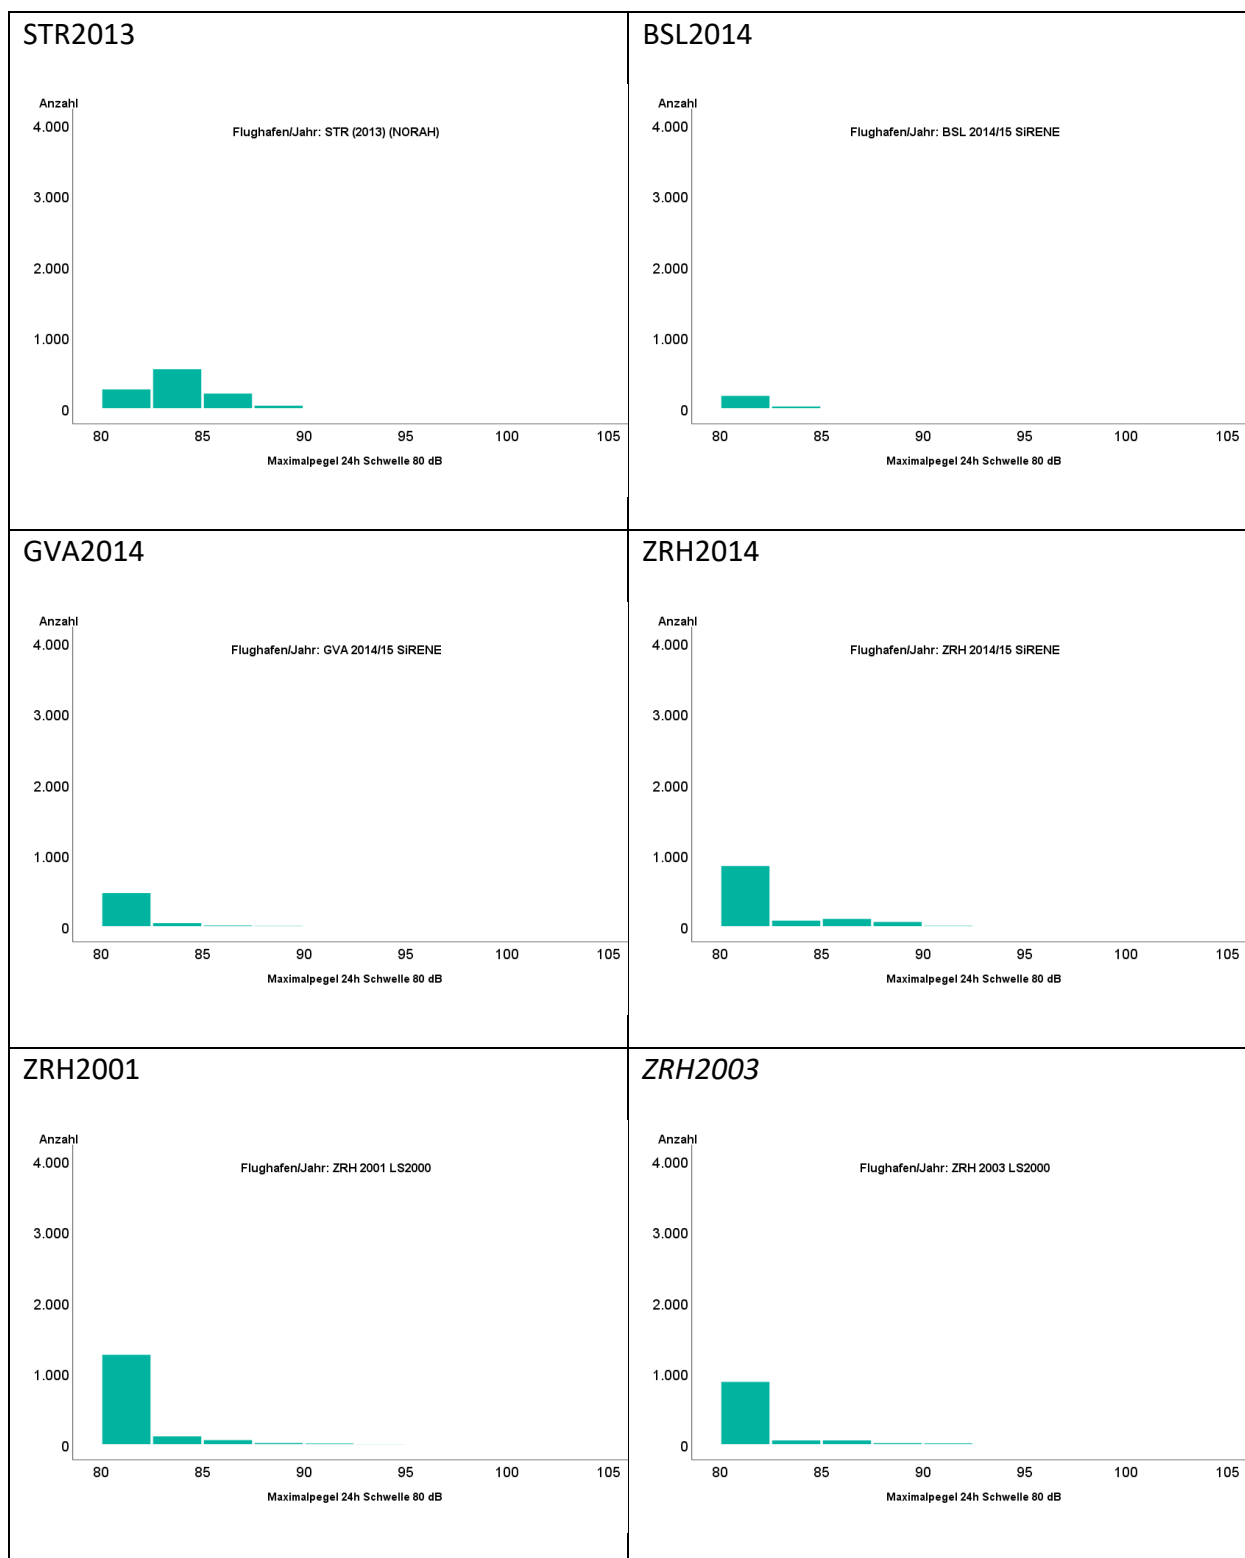 STR2013
Anzahl
Flughafen/Jahr: STR (2013) (NORAH)
4.000
3.000
2.000
1.000
0
80 85 90 95 100 105
Maximalpegel 24h Schwelle 80 dB
BSL2014
Anzahl
Flughafen/Jahr: BSL 2014/15 SiRENE
4.000
3.000
2.000
1.000
0
80 85 90 95 100 105
Maximalpegel 24h Schwelle 80 dB
GVA2014
Anzahl
Flughafen/Jahr: GVA 2014/15 SiRENE
4.000
3.000
2.000
1.000
0
80 85 90 95 100 105
Maximalpegel 24h Schwelle 80 dB
ZRH2014
Anzahl
Flughafen/Jahr: ZRH 2014/15 SiRENE
4.000
3.000
2.000
1.000
0
80 85 90 95 100 105
Maximalpegel 24h Schwelle 80 dB
ZRH2001
Anzahl
Flughafen/Jahr: ZRH 2001 LS2000
4.000
3.000
2.000
1.000
0
80 85 90 95 100 105
Maximalpegel 24h Schwelle 80 dB
ZRH2003
Anzahl
Flughafen/Jahr: ZRH 2003 LS2000
4.000
3.000
2.000
1.000
0
80 85 90 95 100 105
Maximalpegel 24h Schwelle 80 dB